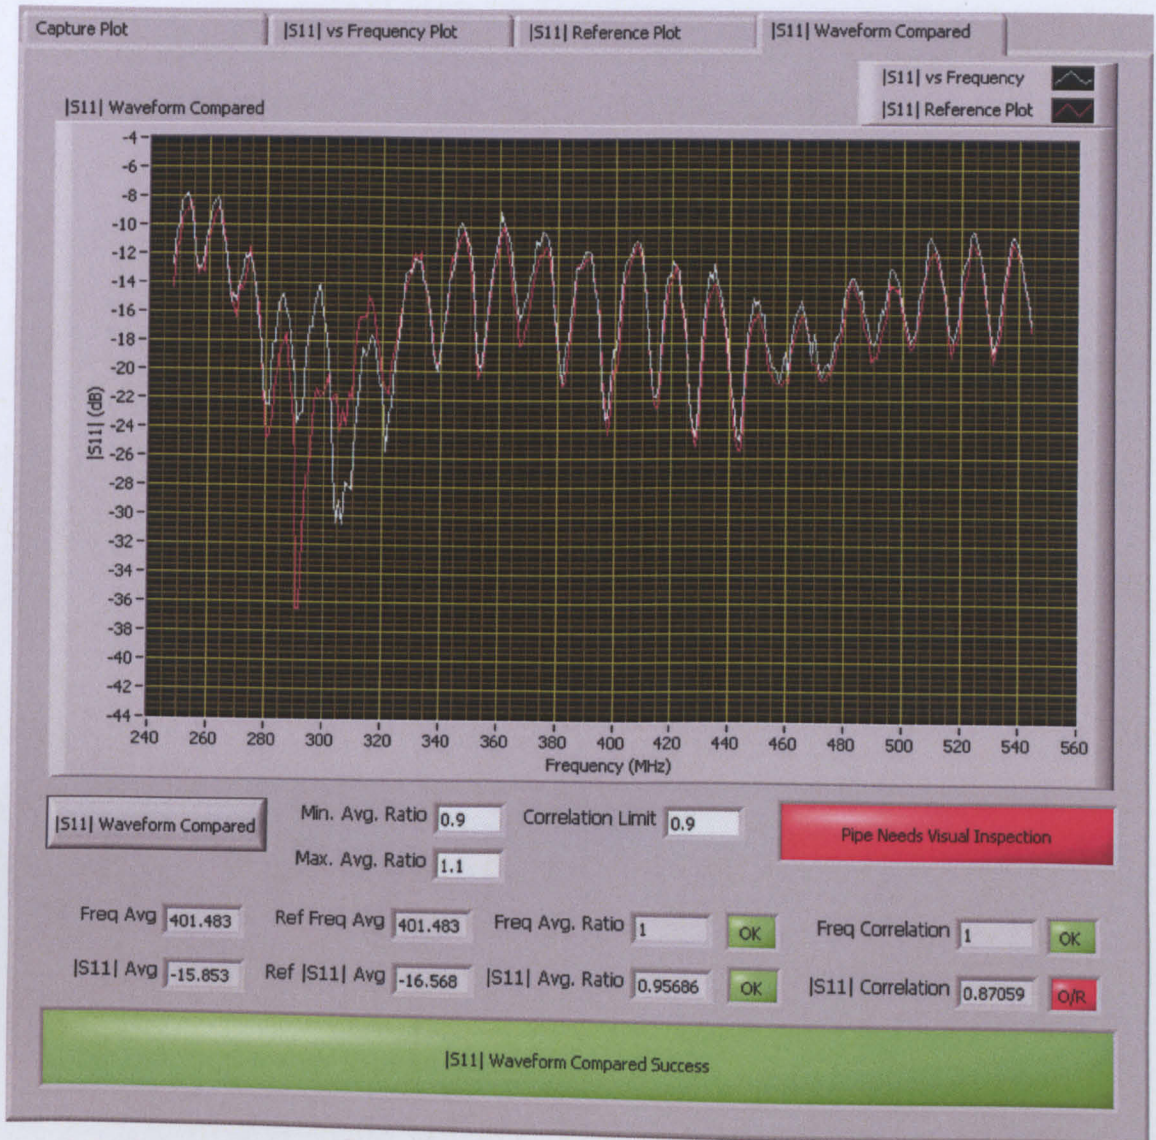 Capture Plot
|S11| vs Frequency Plot
|S11| Reference Plot
|S11| Waveform Compared
|S11| vs Frequency
|S11| Reference Plot
|S11| Waveform Compared
-4
-6
-8
-10
-12
-14
-16
-18
-20
-22
-24
-26
-28
-30
-32
-34
-36
-38
-40
-42
-44
|S11| (dB)
240 260 280 300 320 340 360 380 400 420 440 460 480 500 520 540 560
Frequency (MHz)
|S11| Waveform Compared
Min. Avg. Ratio 0.9
Correlation Limit 0.9
Pipe Needs Visual Inspection
Max. Avg. Ratio 1.1
Freq Avg 401.483
Ref Freq Avg 401.483
Freq Avg. Ratio 1
OK
Freq Correlation 1
OK
|S11| Avg -15.853
Ref |S11| Avg -16.568
|S11| Avg. Ratio 0.95686
OK
|S11| Correlation 0.87059
O/R
|S11| Waveform Compared Success